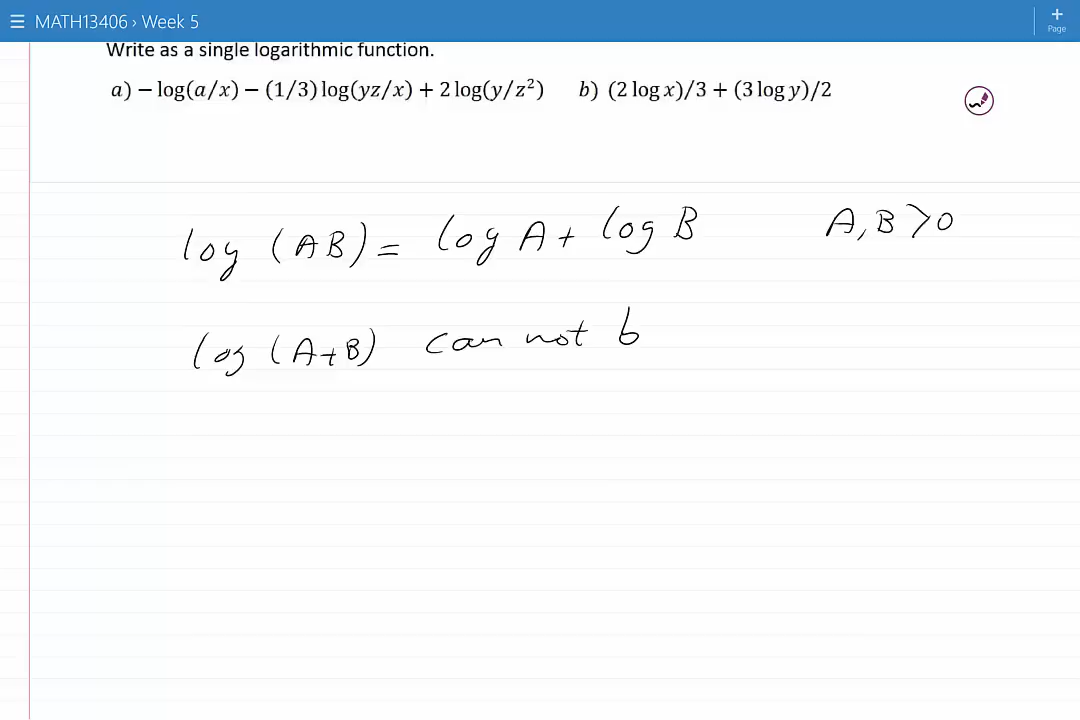 ☰ MATH13406 › Week 5
+ Page
Write as a single logarithmic function.
a) − log(a/x) − (1/3) log(yz/x) + 2 log(y/z²) b) (2 log x)/3 + (3 log y)/2
log (AB) = log A + log B A, B > 0
log (A+B) can not b